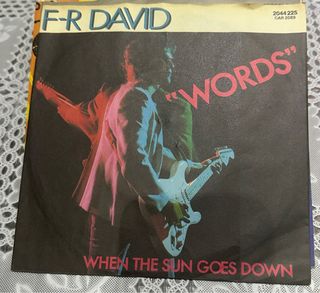 F-R DAVID
2044 225
CAR 2089
"WORDS"
WHEN THE SUN GOES DOWN